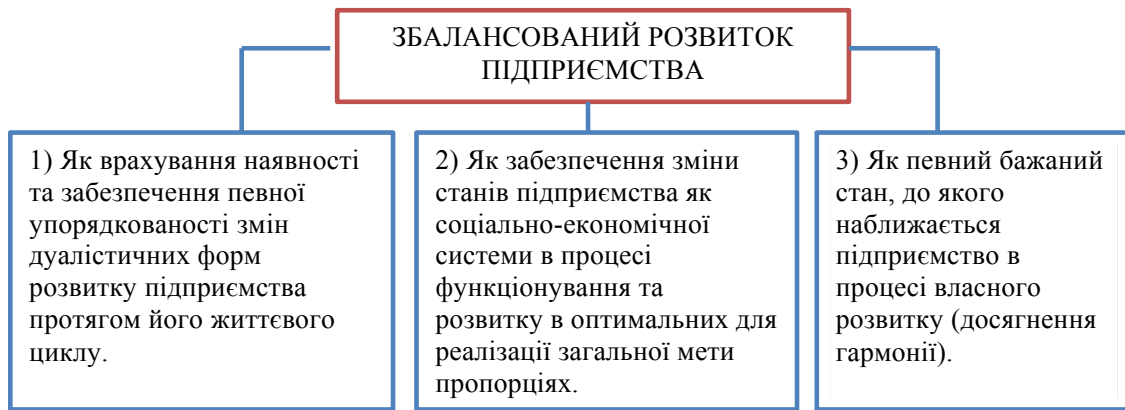 ЗБАЛАНСОВАНИЙ РОЗВИТОК
ПІДПРИЄМСТВА
1) Як врахування наявності
та забезпечення певної
упорядкованості змін
дуалістичних форм
розвитку підприємства
протягом його життєвого
циклу.
2) Як забезпечення зміни
станів підприємства як
соціально-економічної
системи в процесі
функціонування та
розвитку в оптимальних для
реалізації загальної мети
пропорціях.
3) Як певний бажаний
стан, до якого
наближається
підприємство в
процесі власного
розвитку (досягнення
гармонії).